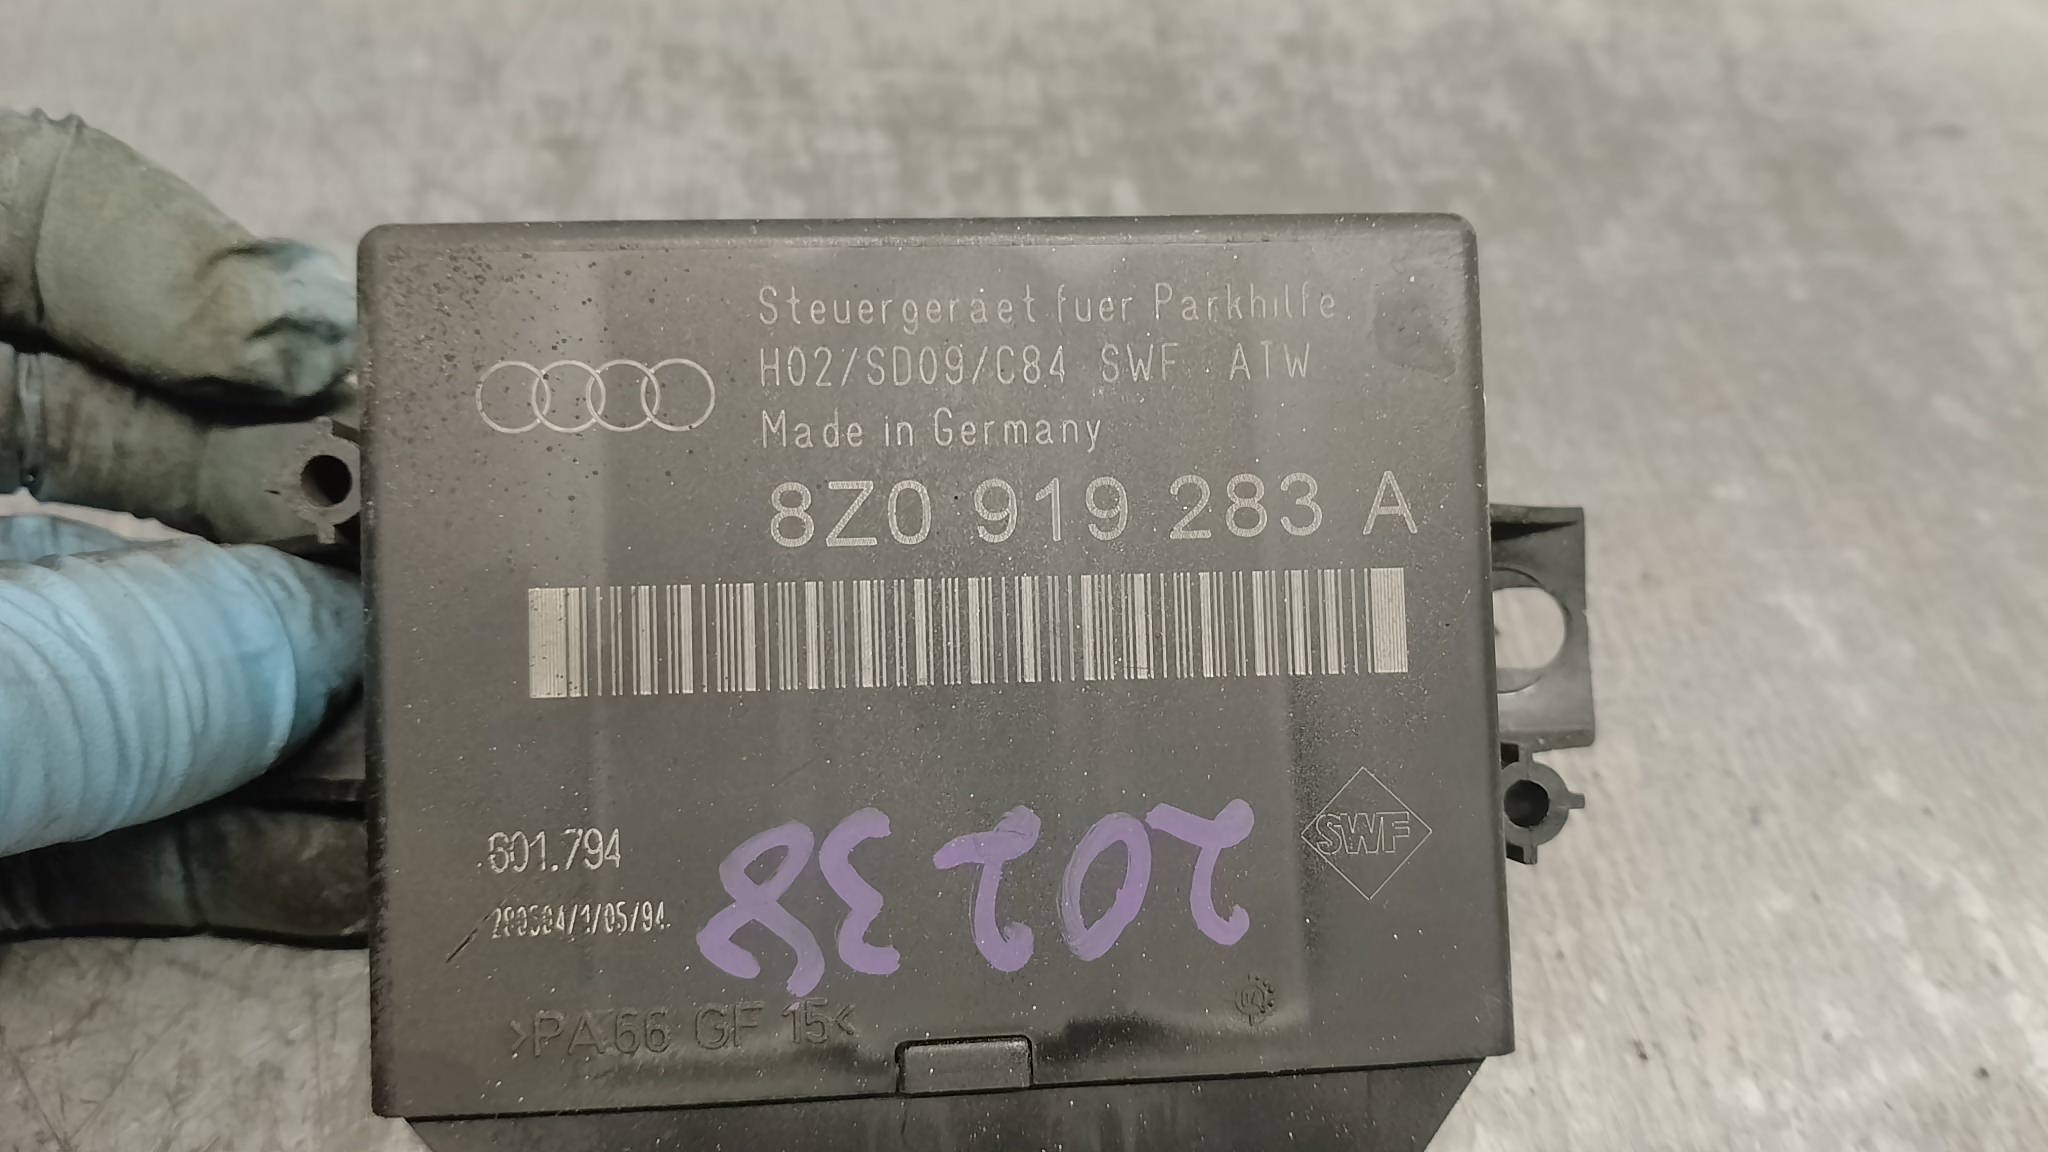 Steuergeraet fuer Parkhilfe
H02/SD09/C84 SWF ATW
Made in Germany
8Z0 919 283 A
601.794
SWF
20238
>PA66 GF 15<